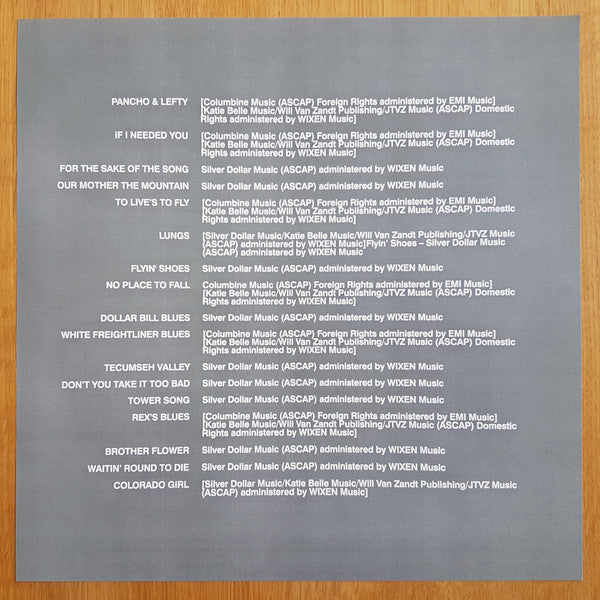 PANCHO & LEFTY [Columbine Music (ASCAP) Foreign Rights administered by EMI Music]
[Katie Belle Music/Will Van Zandt Publishing/JTVZ Music (ASCAP) Domestic
Rights administered by WIXEN Music]
IF I NEEDED YOU [Columbine Music (ASCAP) Foreign Rights administered by EMI Music]
[Katie Belle Music/Will Van Zandt Publishing/JTVZ Music (ASCAP) Domestic
Rights administered by WIXEN Music]
FOR THE SAKE OF THE SONG Silver Dollar Music (ASCAP) administered by WIXEN Music
OUR MOTHER THE MOUNTAIN Silver Dollar Music (ASCAP) administered by WIXEN Music
TO LIVE'S TO FLY [Columbine Music (ASCAP) Foreign Rights administered by EMI Music]
[Katie Belle Music/Will Van Zandt Publishing/JTVZ Music (ASCAP) Domestic
Rights administered by WIXEN Music]
LUNGS [Silver Dollar Music/Katie Belle Music/Will Van Zandt Publishing/JTVZ Music
(ASCAP) administered by WIXEN Music]Flyin' Shoes – Silver Dollar Music
(ASCAP) administered by WIXEN Music
FLYIN' SHOES Silver Dollar Music (ASCAP) administered by WIXEN Music
NO PLACE TO FALL Columbine Music (ASCAP) Foreign Rights administered by EMI Music]
[Katie Belle Music/Will Van Zandt Publishing/JTVZ Music (ASCAP) Domestic
Rights administered by WIXEN Music]
DOLLAR BILL BLUES Silver Dollar Music (ASCAP) administered by WIXEN Music
WHITE FREIGHTLINER BLUES [Columbine Music (ASCAP) Foreign Rights administered by EMI Music]
[Katie Belle Music/Will Van Zandt Publishing/JTVZ Music (ASCAP) Domestic
Rights administered by WIXEN Music]
TECUMSEH VALLEY Silver Dollar Music (ASCAP) administered by WIXEN Music
DON'T YOU TAKE IT TOO BAD Silver Dollar Music (ASCAP) administered by WIXEN Music
TOWER SONG Silver Dollar Music (ASCAP) administered by WIXEN Music
REX'S BLUES [Columbine Music (ASCAP) Foreign Rights administered by EMI Music]
[Katie Belle Music/Will Van Zandt Publishing/JTVZ Music (ASCAP) Domestic
Rights administered by WIXEN Music]
BROTHER FLOWER Silver Dollar Music (ASCAP) administered by WIXEN Music
WAITIN' ROUND TO DIE Silver Dollar Music (ASCAP) administered by WIXEN Music
COLORADO GIRL [Silver Dollar Music/Katie Belle Music/Will Van Zandt Publishing/JTVZ Music
(ASCAP) administered by WIXEN Music]